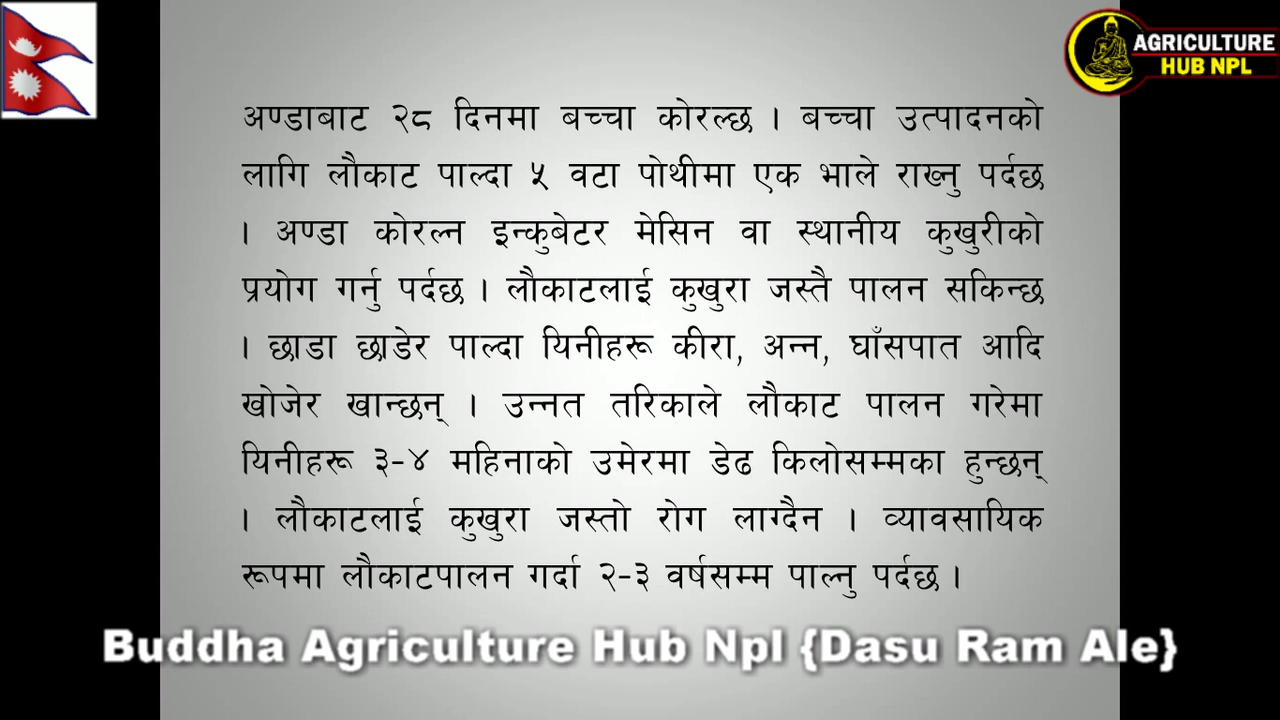 AGRICULTURE
HUB NPL
अण्डाबाट २८ दिनमा बच्चा कोरल्छ । बच्चा उत्पादनको
लागि लौकाट पाल्दा ५ वटा पोथीमा एक भाले राख्नु पर्दछ
। अण्डा कोरल्न इन्कुबेटर मेसिन वा स्थानीय कुखुरीको
प्रयोग गर्नु पर्दछ । लौकाटलाई कुखुरा जस्तै पालन सकिन्छ
। छाडा छाडेर पाल्दा यिनीहरू कीरा, अन्न, घाँसपात आदि
खोजेर खान्छन् । उन्नत तरिकाले लौकाट पालन गरेमा
यिनीहरू ३-४ महिनाको उमेरमा डेढ किलोसम्मका हुन्छन्
। लौकाटलाई कुखुरा जस्तो रोग लाग्दैन । व्यावसायिक
रूपमा लौकाटपालन गर्दा २-३ वर्षसम्म पाल्नु पर्दछ ।
Buddha Agriculture Hub Npl {Dasu Ram Ale}